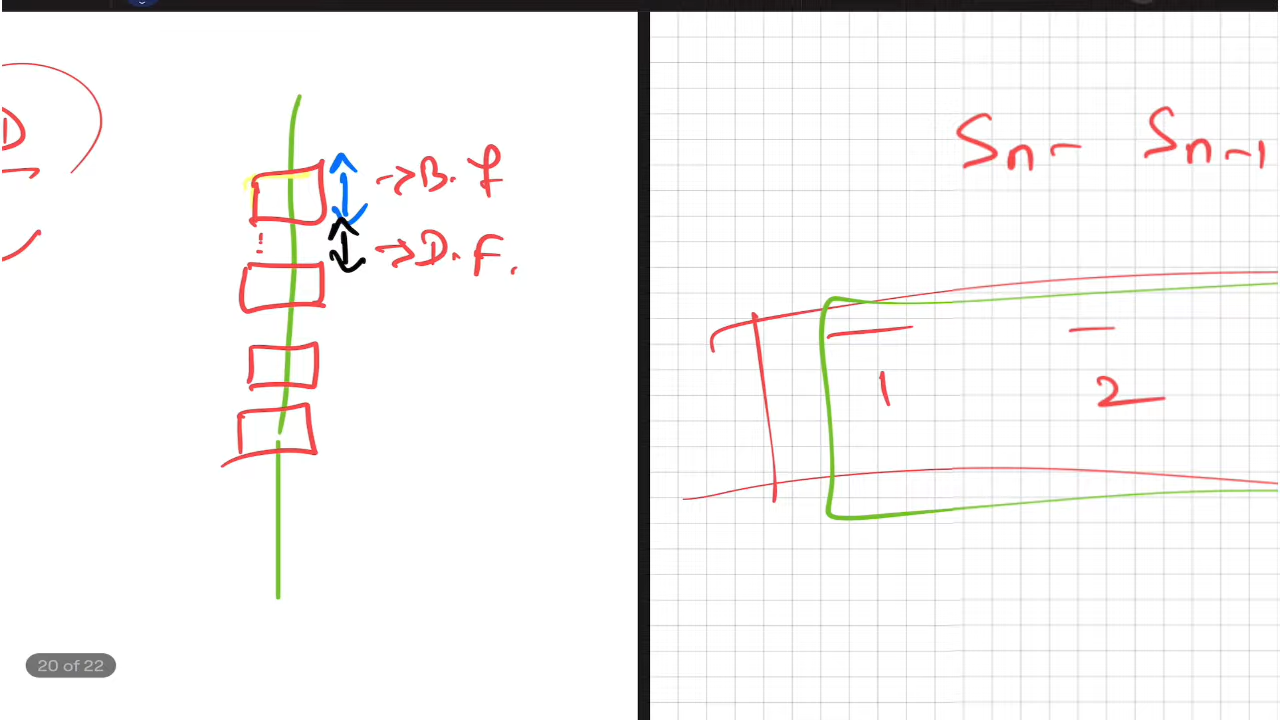 D
→B.f
→D.F.
20 of 22
Sn- Sn-1
1 2